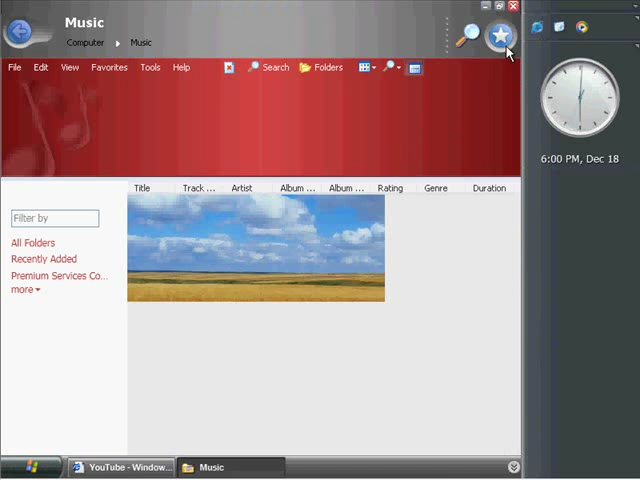 Music
Computer Music
File Edit View Favorites Tools Help Search Folders
6:00 PM, Dec 18
Title Track ... Artist Album ... Album ... Rating Genre Duration
Filter by
All Folders
Recently Added
Premium Services Co...
more
YouTube - Window... Music